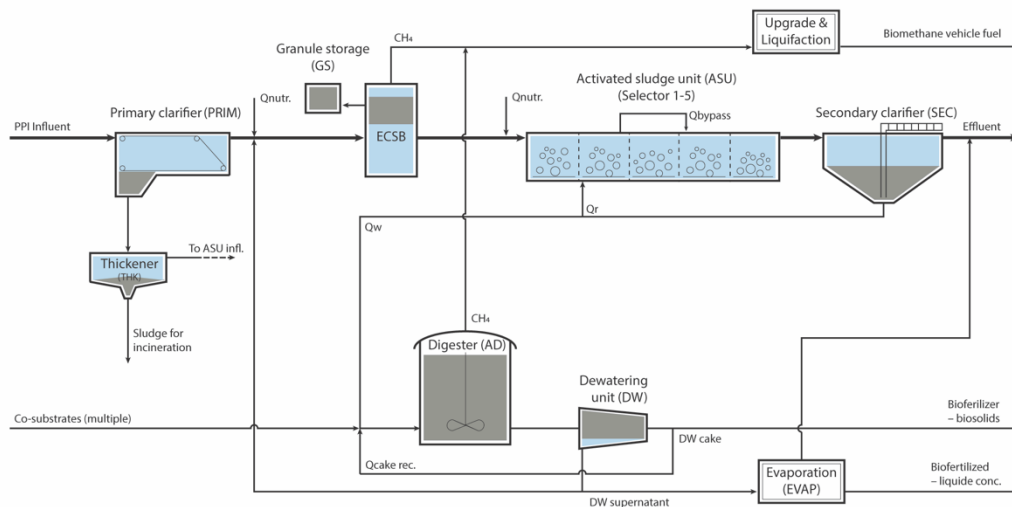 CH₄
Upgrade &
Liquifaction
Biomethane vehicle fuel
Granule storage
(GS)
Activated sludge unit (ASU)
(Selector 1-5)
Primary clarifier (PRIM)
Qnutr.
Qnutr.
Qbypass
Secondary clarifier (SEC)
PPI Influent
ECSB
Effluent
Qr
Qw
To ASU infl.
Thickener
(THK)
CH₄
Sludge for
incineration
Digester (AD)
Dewatering
unit (DW)
Co-substrates (multiple)
Bioferilizer
– biosolids
DW cake
Qcake rec.
Evaporation
(EVAP)
Biofertilized
– liquide conc.
DW supernatant